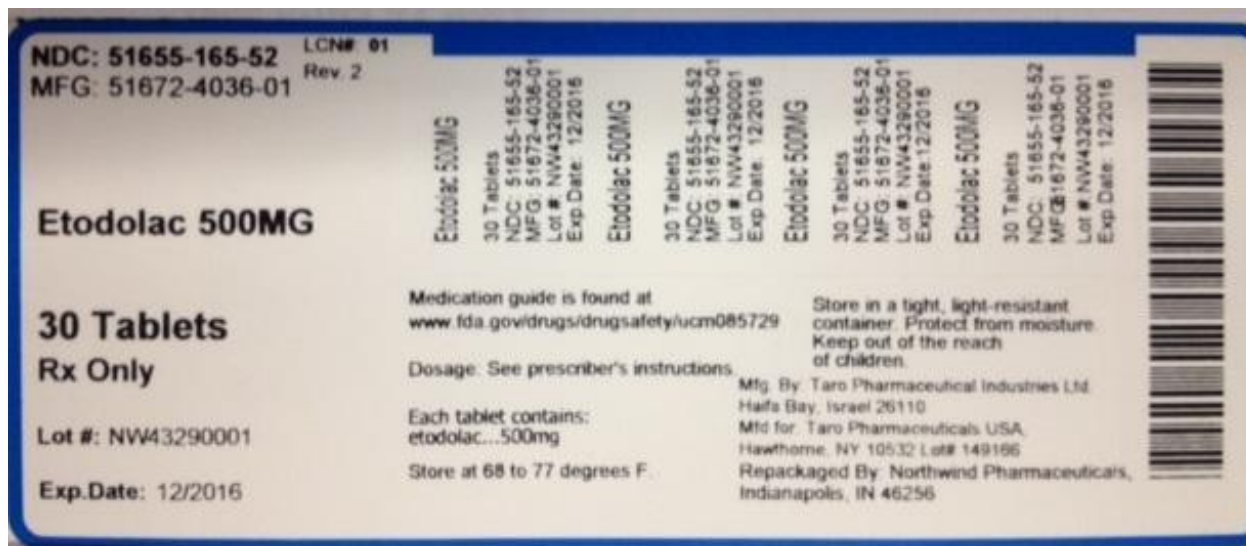 NDC: 51655-165-52
MFG: 51672-4036-01
LCN#: 01
Rev. 2
Etodolac 500MG
30 Tablets
Rx Only
Lot #: NW43290001
Exp.Date: 12/2016
Etodolac 500MG
30 Tablets
NDC: 51655-165-52
MFG: 51672-4036-01
Lot #: NW43290001
Exp.Date: 12/2016
Etodolac 500MG
30 Tablets
NDC: 51655-165-52
MFG: 51672-4036-01
Lot #: NW43290001
Exp.Date: 12/2016
Etodolac 500MG
30 Tablets
NDC: 51655-165-52
MFG: 51672-4036-01
Lot #: NW43290001
Exp.Date:12/2016
Etodolac 500MG
30 Tablets
NDC: 51655-165-52
51672-4036-01
Lot #: NW43290001
Exp.Date: 12/2016
Medication guide is found at
www.fda.gov/drugs/drugsafety/ucm085729
Dosage: See prescriber's instructions.
Each tablet contains:
etodolac...500mg
Store at 68 to 77 degrees F.
Store in a tight, light-resistant
container. Protect from moisture.
Keep out of the reach
of children.
Mfg. By: Taro Pharmaceutical Industries Ltd.
Haifa Bay, Israel 26110
Mfd for: Taro Pharmaceuticals USA,
Hawthorne, NY 10532 Lot# 149166
Repackaged By: Northwind Pharmaceuticals,
Indianapolis, IN 46256